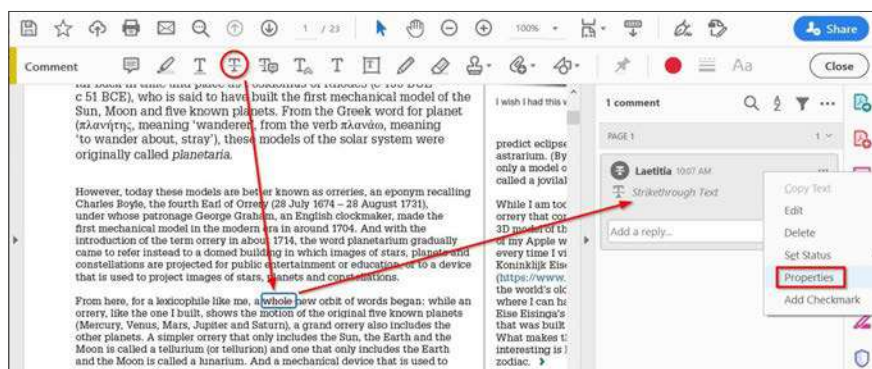 1 / 23
100%
Share
Comment
T
T
T
T
T
T
Aa
Close
c 51 BCE), who is said to have built the first mechanical model of the
Sun, Moon and five known planets. From the Greek word for planet
(πλανήτης, meaning 'wanderer, from the verb πλανάω, meaning
'to wander about, stray'), these models of the solar system were
originally called planetaria.
However, today these models are better known as orreries, an eponym recalling
Charles Boyle, the fourth Earl of Orrery (28 July 1674 – 28 August 1731),
under whose patronage George Graham, an English clockmaker, made the
first mechanical model in the modern era in around 1704. And with the
introduction of the term orrery in about 1714, the word planetarium gradually
came to refer instead to a domed building in which images of stars, planets and
constellations are projected for public entertainment or education, or to a device
that is used to project images of stars, planets and constellations.
From here, for a lexicophile like me, a whole new orbit of words began: while an
orrery, like the one I built, shows the motion of the original five known planets
(Mercury, Venus, Mars, Jupiter and Saturn), a grand orrery also includes the
other planets. A simpler orrery that only includes the Sun, the Earth and the
Moon is called a tellurium (or tellurion) and one that only includes the Earth
and the Moon is called a lunarium. And a mechanical device that is used to
I wish I had this
predict eclipse
astrarium. (By
only a model o
called a jovilal
While I am too
orrery that cor
3D model of th
of my Apple w
every time I vi
Koninklijk Eis
(https://www.
the world's olc
where I can ha
Eise Eisinga's
that was built
What makes t
interesting is
zodiac.
1 comment
PAGE 1
1
Laetitia 10:07 AM
T Strikethrough Text
Add a reply...
Copy Text
Edit
Delete
Set Status
Properties
Add Checkmark